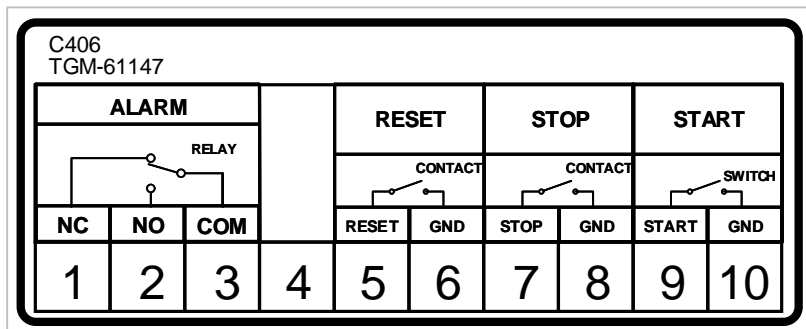 C406
TGM-61147
ALARM RESET STOP START
RELAY CONTACT CONTACT SWITCH
NC NO COM RESET GND STOP GND START GND
1 2 3 4 5 6 7 8 9 10